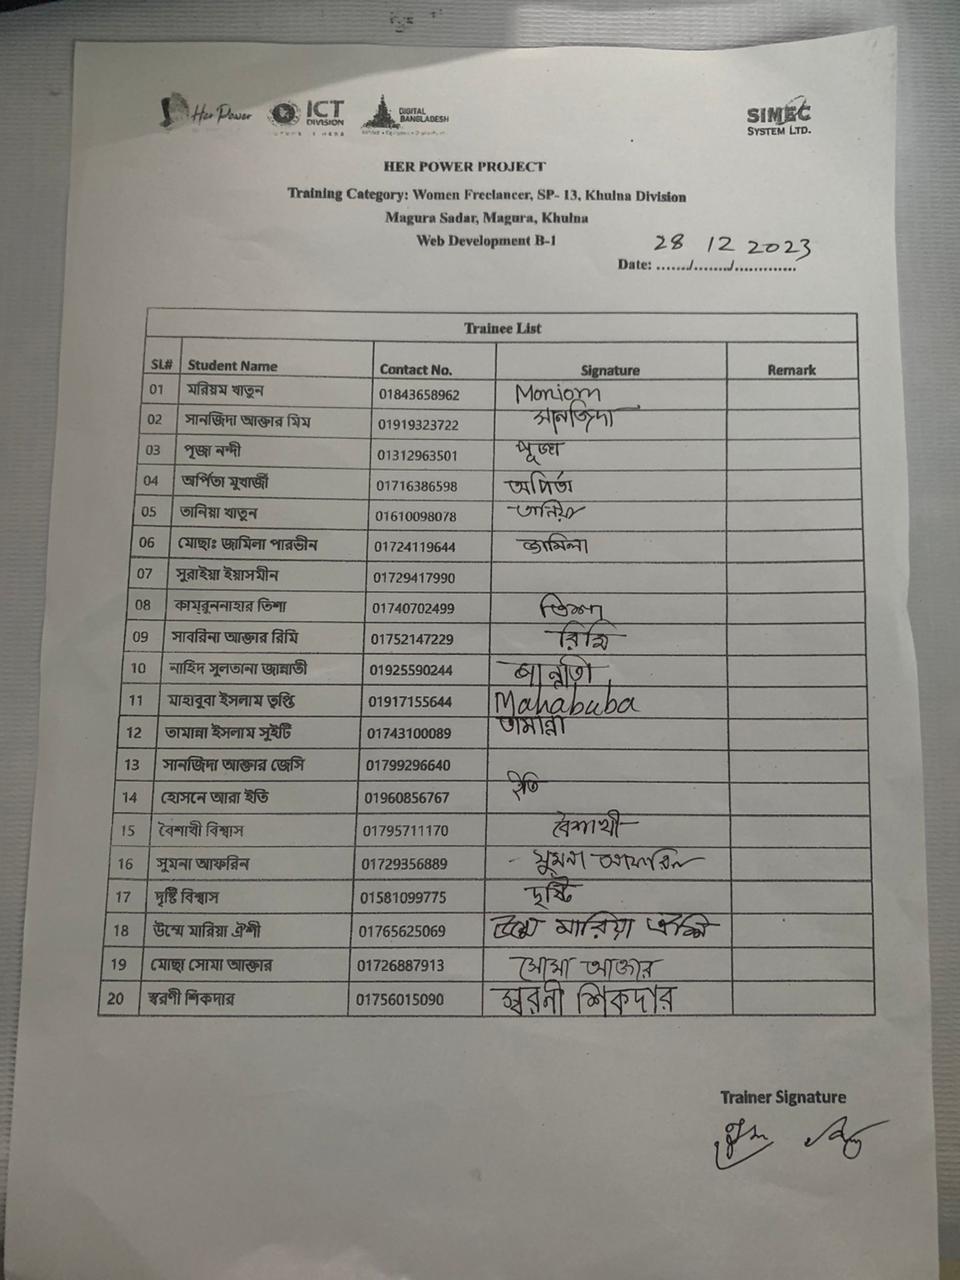 Her Power
ICT
DIVISION
DIGITAL
BANGLADESH
SIMEC
SYSTEM LTD.
HER POWER PROJECT
Training Category: Women Freelancer, SP- 13, Khulna Division
Magura Sadar, Magura, Khulna
Web Development B-1
28 12 2023
Date: ......./......../.............
Trainee List
SL# Student Name Contact No. Signature Remark
01 মরিয়ম খাতুন 01843658962 Moriom
02 সানজিদা আক্তার মিম 01919323722 সানজিদা
03 পূজা নন্দী 01312963501 পূজা
04 অর্পিতা মুখার্জী 01716386598 অর্পিতা
05 তানিয়া খাতুন 01610098078 তানিয়া
06 মোছাঃ জামিলা পারভীন 01724119644 জামিলা
07 সুরাইয়া ইয়াসমীন 01729417990
08 কামরুননাহার তিশা 01740702499 তিশা
09 সাবরিনা আক্তার রিমি 01752147229 রিমি
10 নাহিদ সুলতানা জান্নাতী 01925590244 জান্নাতী
11 মাহাবুবা ইসলাম তৃপ্তি 01917155644 Mahabuba
12 তামান্না ইসলাম সুইটি 01743100089 তামান্না
13 সানজিদা আক্তার জেসি 01799296640
14 হোসনে আরা ইতি 01960856767 ইতি
15 বৈশাখী বিশ্বাস 01795711170 বৈশাখী
16 সুমনা আফরিন 01729356889 সুমনা আফরিন
17 দৃষ্টি বিশ্বাস 01581099775 দৃষ্টি
18 উম্মে মারিয়া ঐশী 01765625069 উম্মে মারিয়া ঐশী
19 মোছা সোমা আক্তার 01726887913 সোমা আক্তার
20 স্বরণী শিকদার 01756015090 স্বরনী শিকদার
Trainer Signature